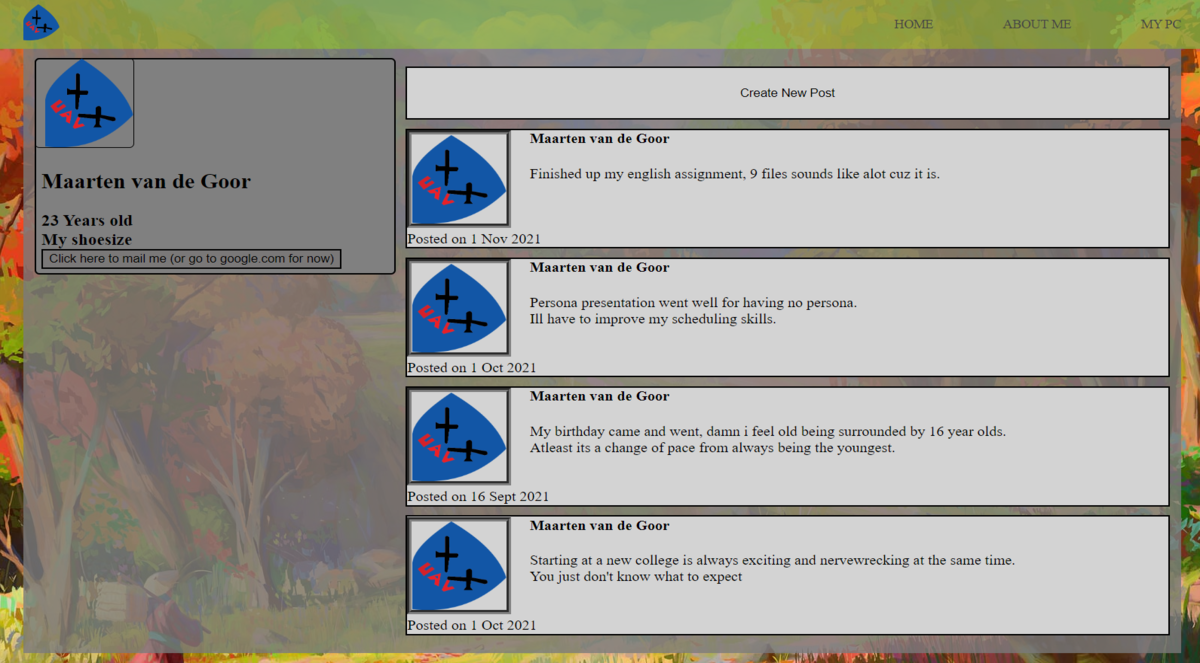 HOME
ABOUT ME
MY PC
UAV
Maarten van de Goor
23 Years old
My shoesize
Click here to mail me (or go to google.com for now)
Create New Post
UAV
Maarten van de Goor
Finished up my english assignment, 9 files sounds like alot cuz it is.
Posted on 1 Nov 2021
UAV
Maarten van de Goor
Persona presentation went well for having no persona.
Ill have to improve my scheduling skills.
Posted on 1 Oct 2021
UAV
Maarten van de Goor
My birthday came and went, damn i feel old being surrounded by 16 year olds.
Atleast its a change of pace from always being the youngest.
Posted on 16 Sept 2021
UAV
Maarten van de Goor
Starting at a new college is always exciting and nervewrecking at the same time.
You just don't know what to expect
Posted on 1 Oct 2021